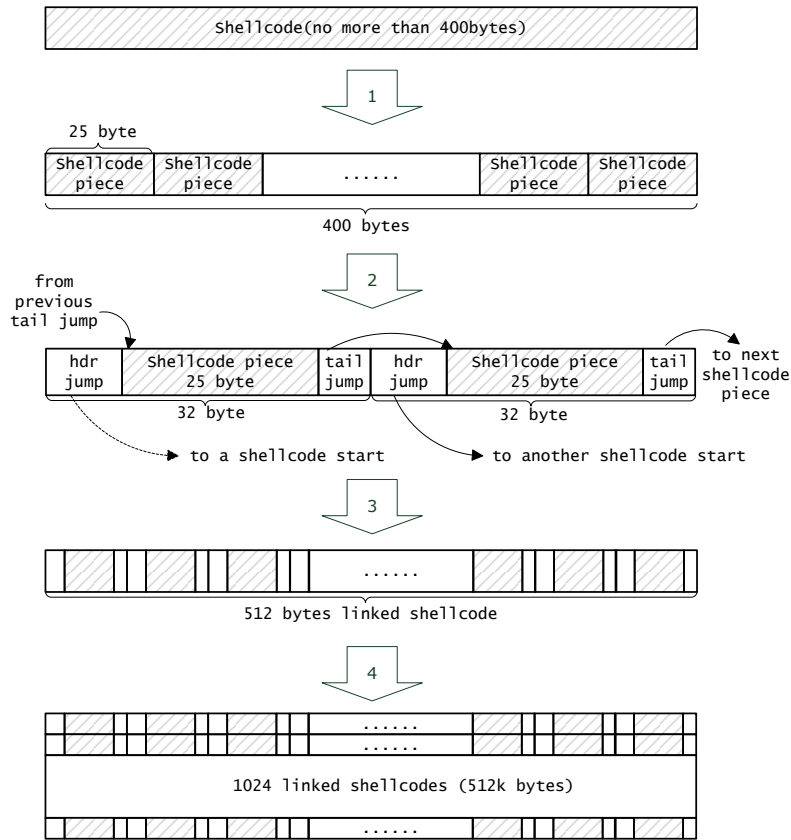 Shellcode(no more than 400bytes)
1
25 byte
Shellcode piece
Shellcode piece
......
Shellcode piece
Shellcode piece
400 bytes
2
from
previous
tail jump
hdr jump
Shellcode piece
25 byte
tail jump
hdr jump
Shellcode piece
25 byte
tail jump
to next
shellcode
piece
32 byte
32 byte
to a shellcode start
to another shellcode start
3
......
512 bytes linked shellcode
4
......
......
1024 linked shellcodes (512k bytes)
......